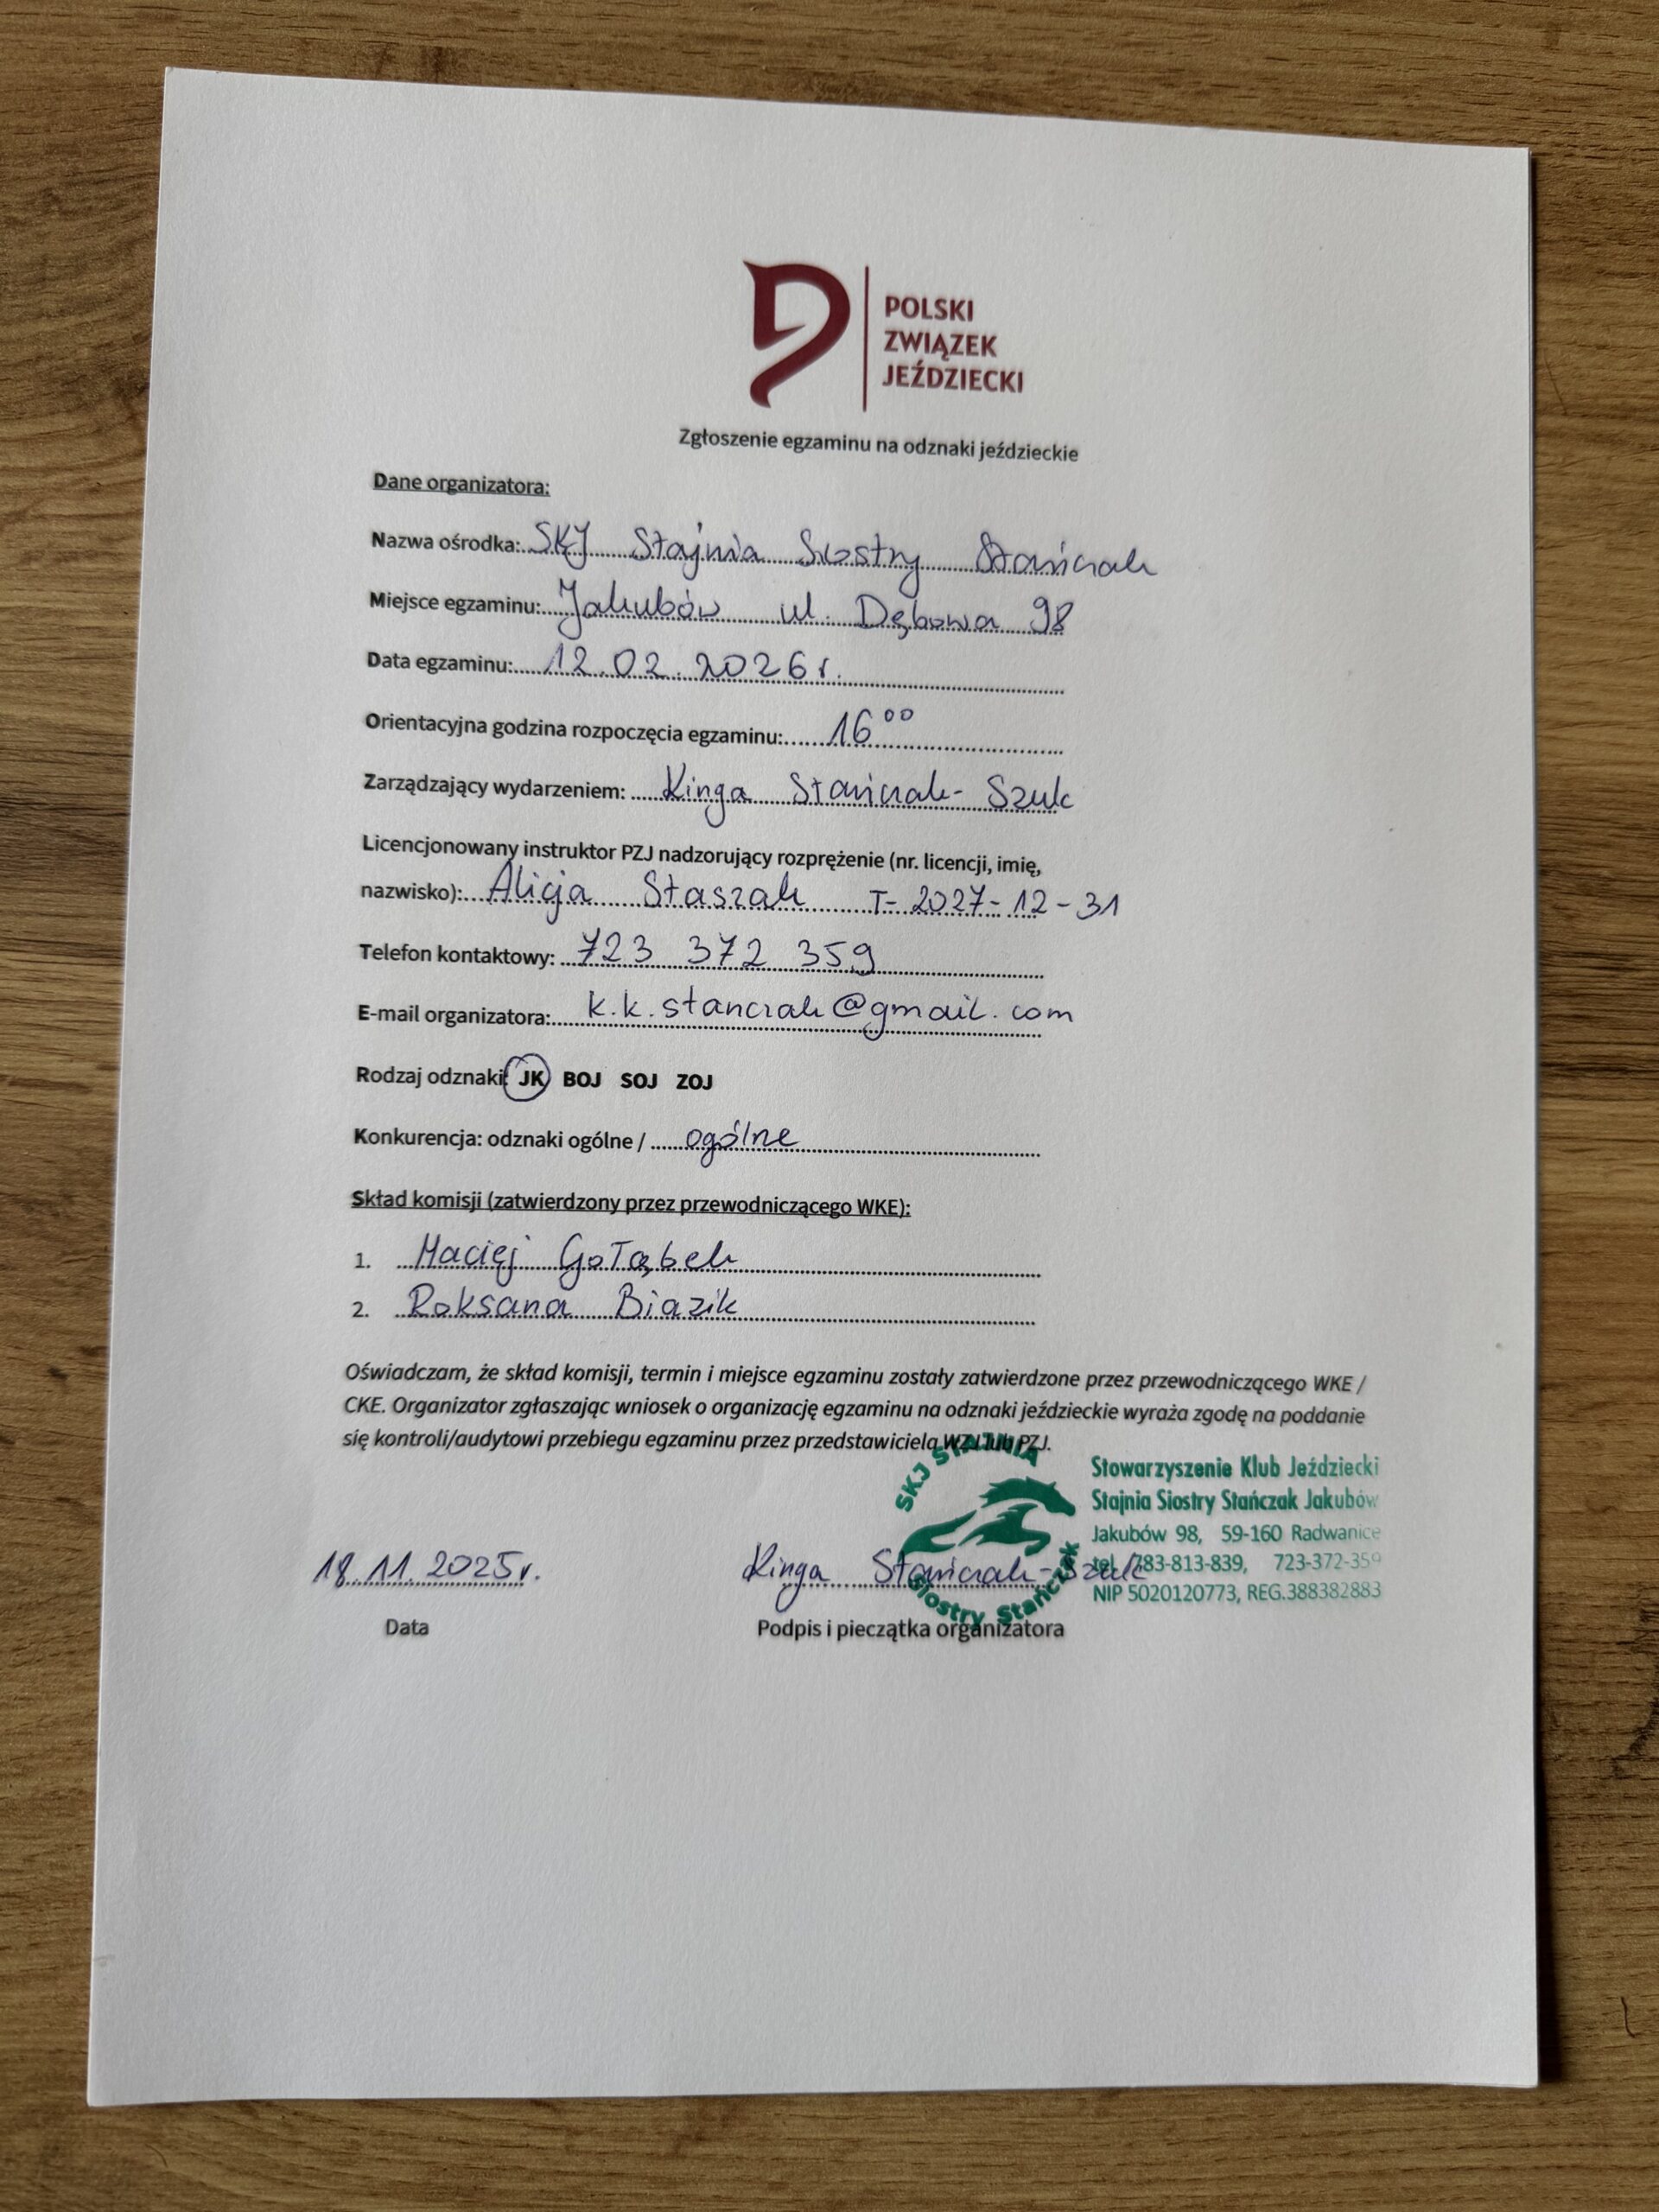 POLSKI
ZWIĄZEK
JEŹDZIECKI
Zgłoszenie egzaminu na odznaki jeździeckie
Dane organizatora:
Nazwa ośrodka: SKJ Stajnia Siostry Stańczak
Miejsce egzaminu: Jakubów ul. Dębowa 98
Data egzaminu: 12.02.2026r.
Orientacyjna godzina rozpoczęcia egzaminu: 16⁰⁰
Zarządzający wydarzeniem: Kinga Stańczak-Szuk
Licencjonowany instruktor PZJ nadzorujący rozprężenie (nr. licencji, imię,
nazwisko): Alicja Staszak T-2027-12-31
Telefon kontaktowy: 723 372 359
E-mail organizatora: k.k.stanczak@gmail.com
Rodzaj odznaki: JK BOJ SOJ ZOJ
Konkurencja: odznaki ogólne / ogólne
Skład komisji (zatwierdzony przez przewodniczącego WKE):
1. Maciej Gołąbek
2. Roksana Biazik
Oświadczam, że skład komisji, termin i miejsce egzaminu zostały zatwierdzone przez przewodniczącego WKE /
CKE. Organizator zgłaszając wniosek o organizację egzaminu na odznaki jeździeckie wyraża zgodę na poddanie
się kontroli/audytowi przebiegu egzaminu przez przedstawiciela WZJ lub PZJ.
SKJ STAJNIA
Siostry Stańczak
Stowarzyszenie Klub Jeździecki
Stajnia Siostry Stańczak Jakubów
Jakubów 98, 59-160 Radwanice
tel. 783-813-839, 723-372-359
NIP 5020120773, REG.388382883
18.11.2025r. Kinga Stańczak-Szuk
Data Podpis i pieczątka organizatora